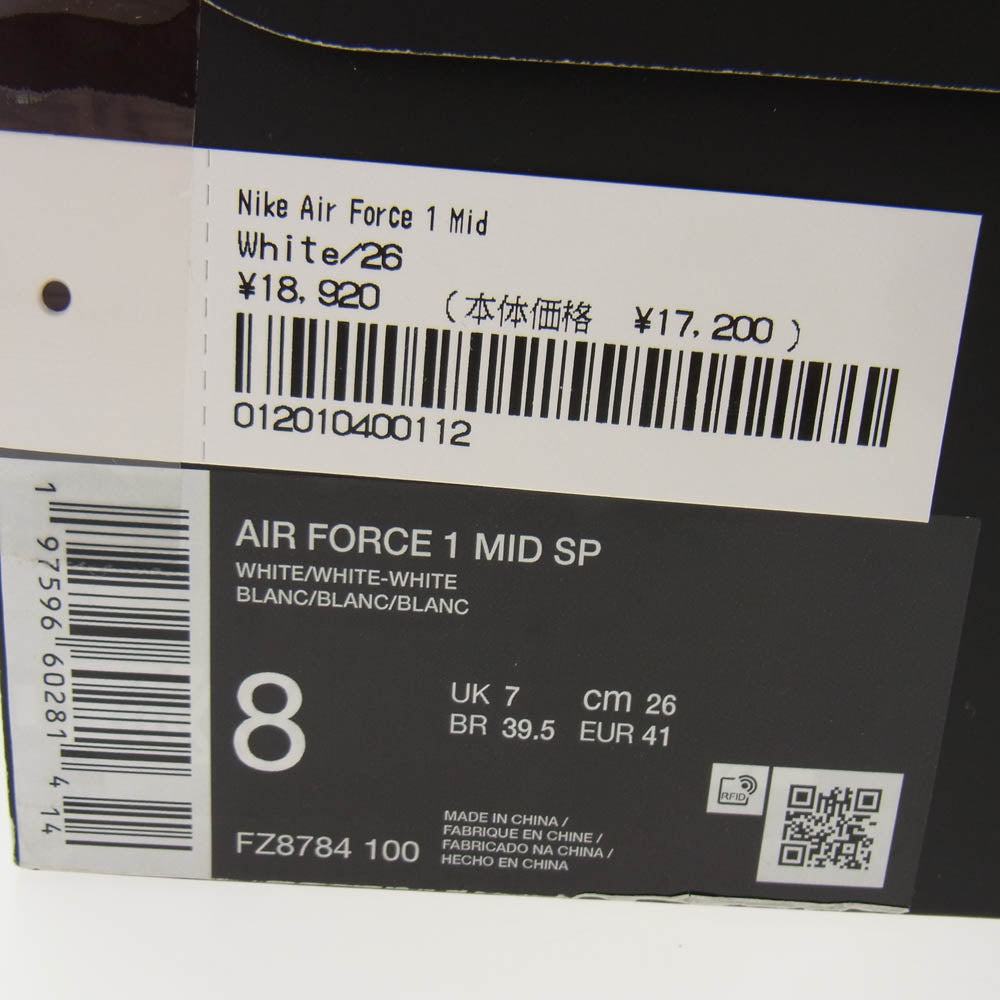 Nike Air Force 1 Mid
White/26
¥18,920 (本体価格 ¥17,200)
012010400112
1 97596 60281 4 14
AIR FORCE 1 MID SP
WHITE/WHITE-WHITE
BLANC/BLANC/BLANC
8
UK 7 cm 26
BR 39.5 EUR 41
RFID
FZ8784 100
MADE IN CHINA /
FABRIQUE EN CHINE /
FABRICADO NA CHINA /
HECHO EN CHINA